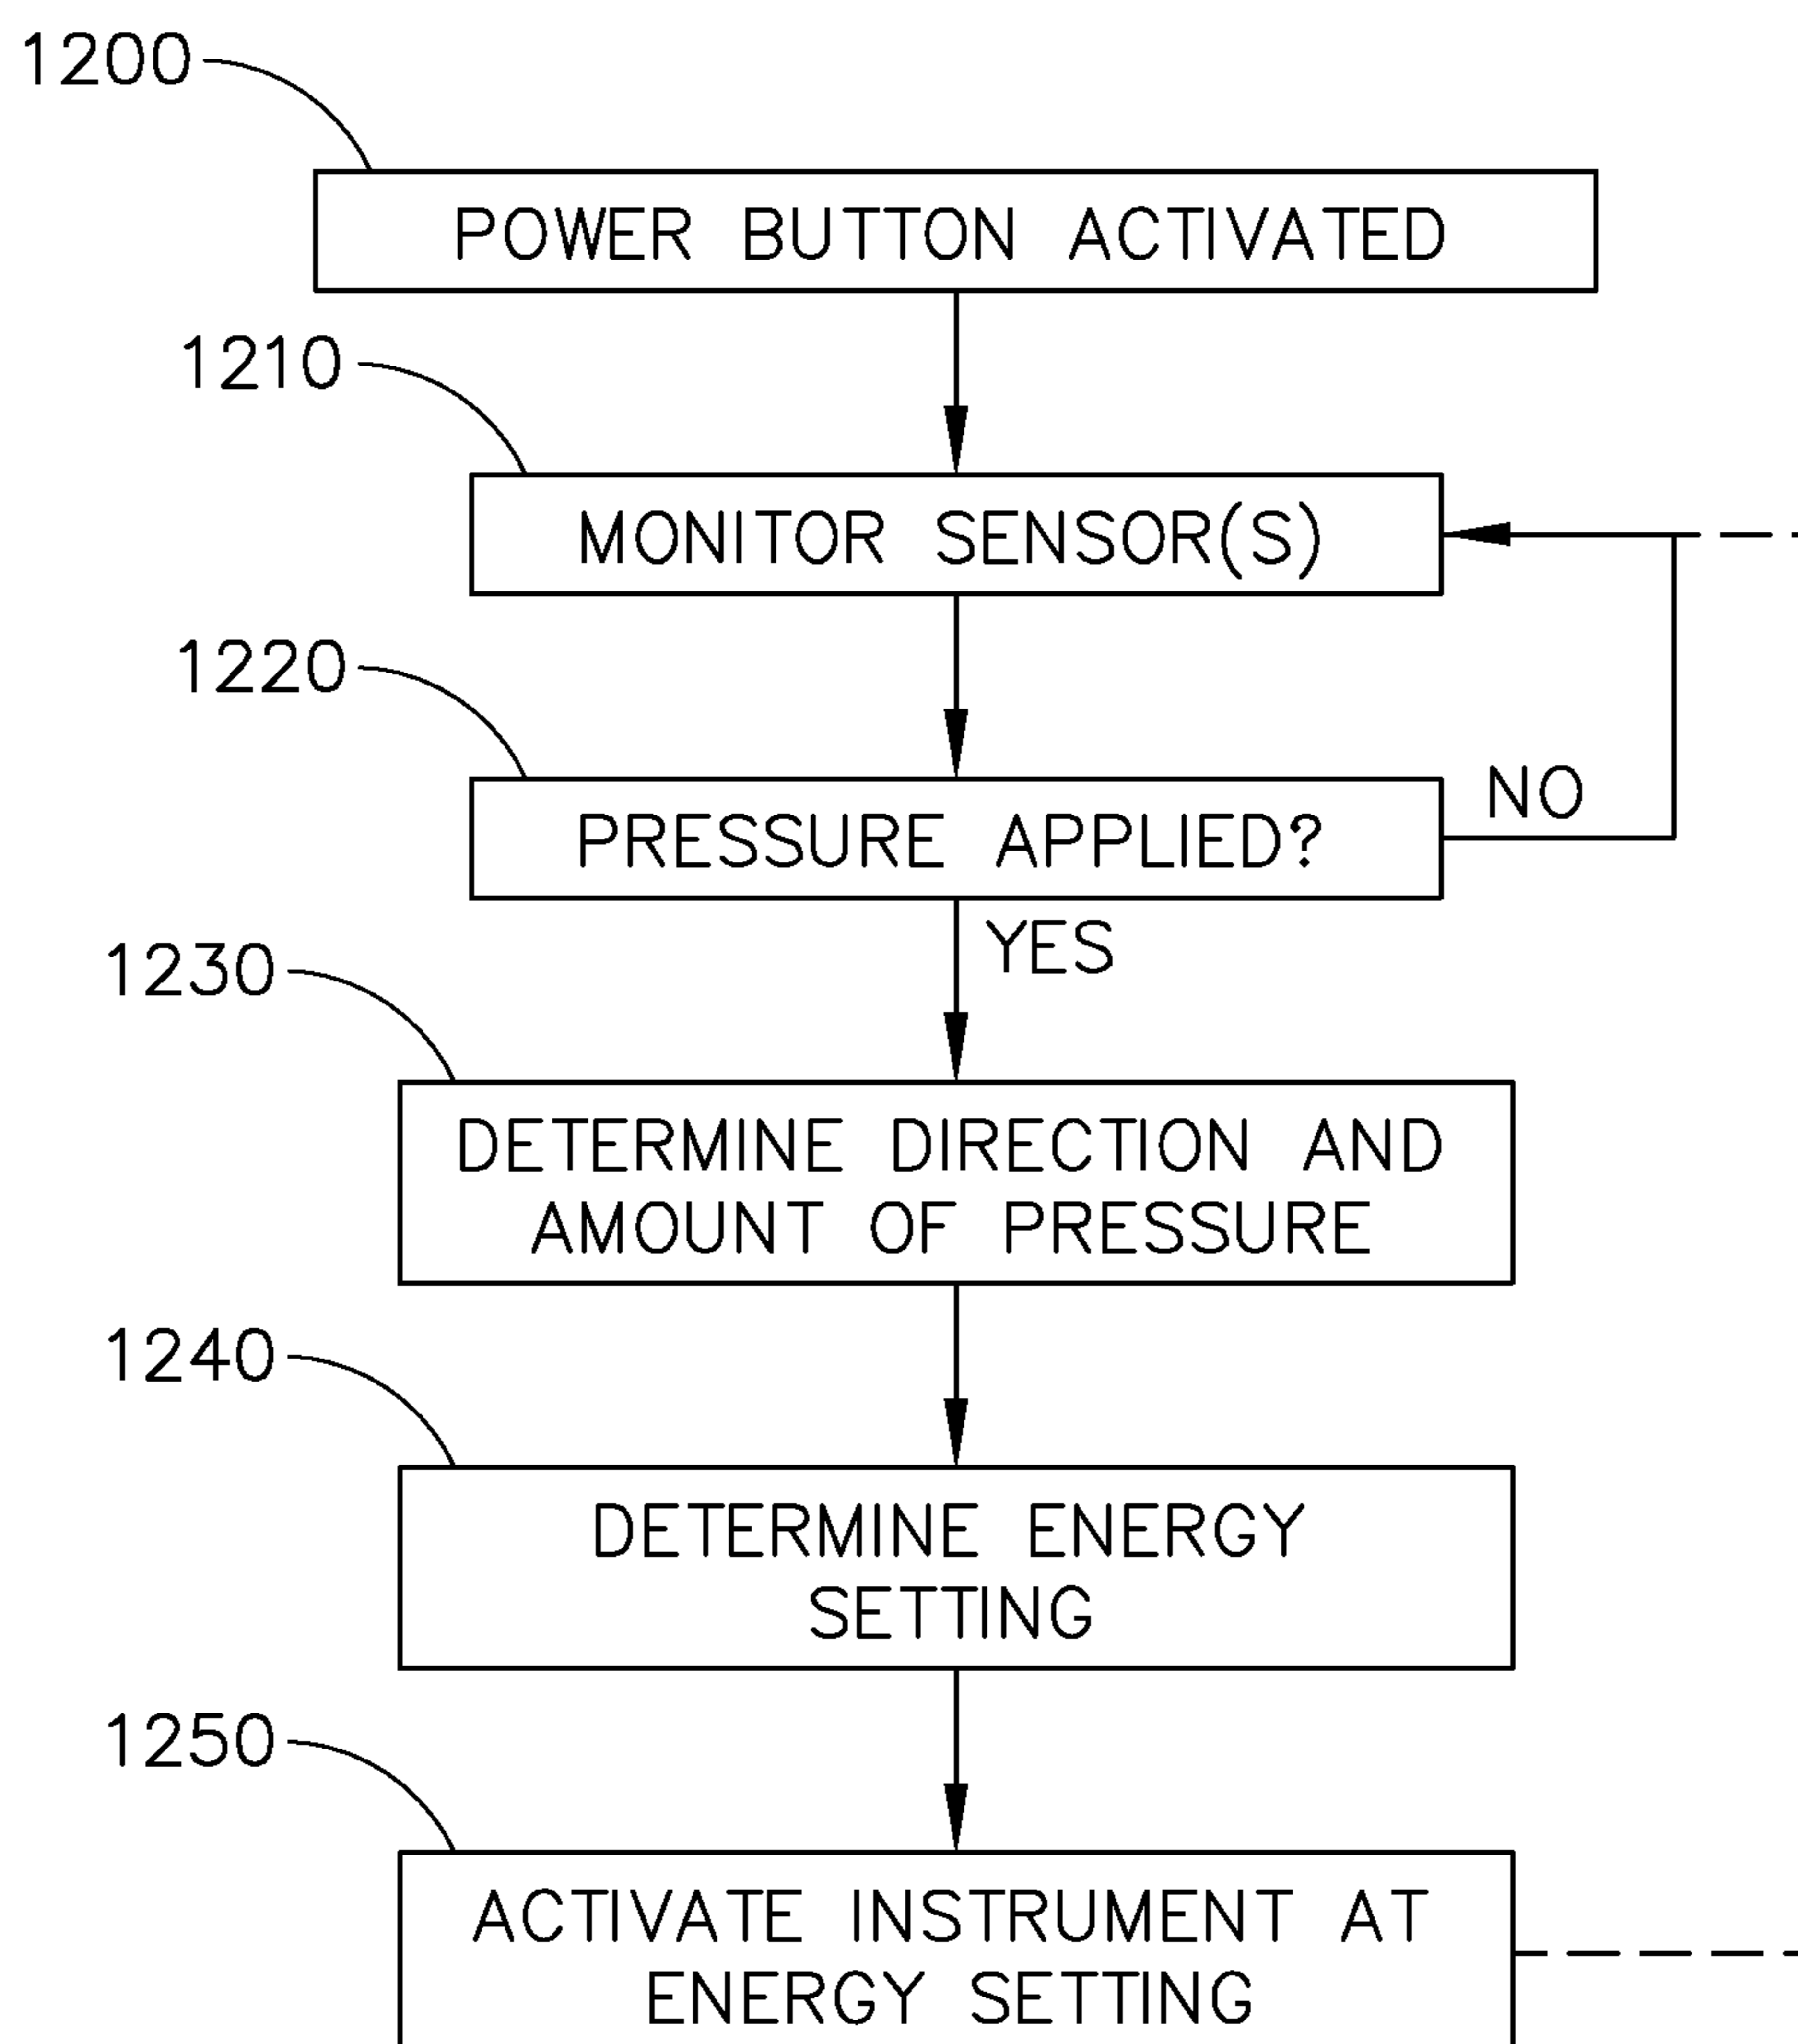 1200
POWER BUTTON ACTIVATED
1210
MONITOR SENSOR(S)
1220
PRESSURE APPLIED?
NO
YES
1230
DETERMINE DIRECTION AND
AMOUNT OF PRESSURE
1240
DETERMINE ENERGY
SETTING
1250
ACTIVATE INSTRUMENT AT
ENERGY SETTING